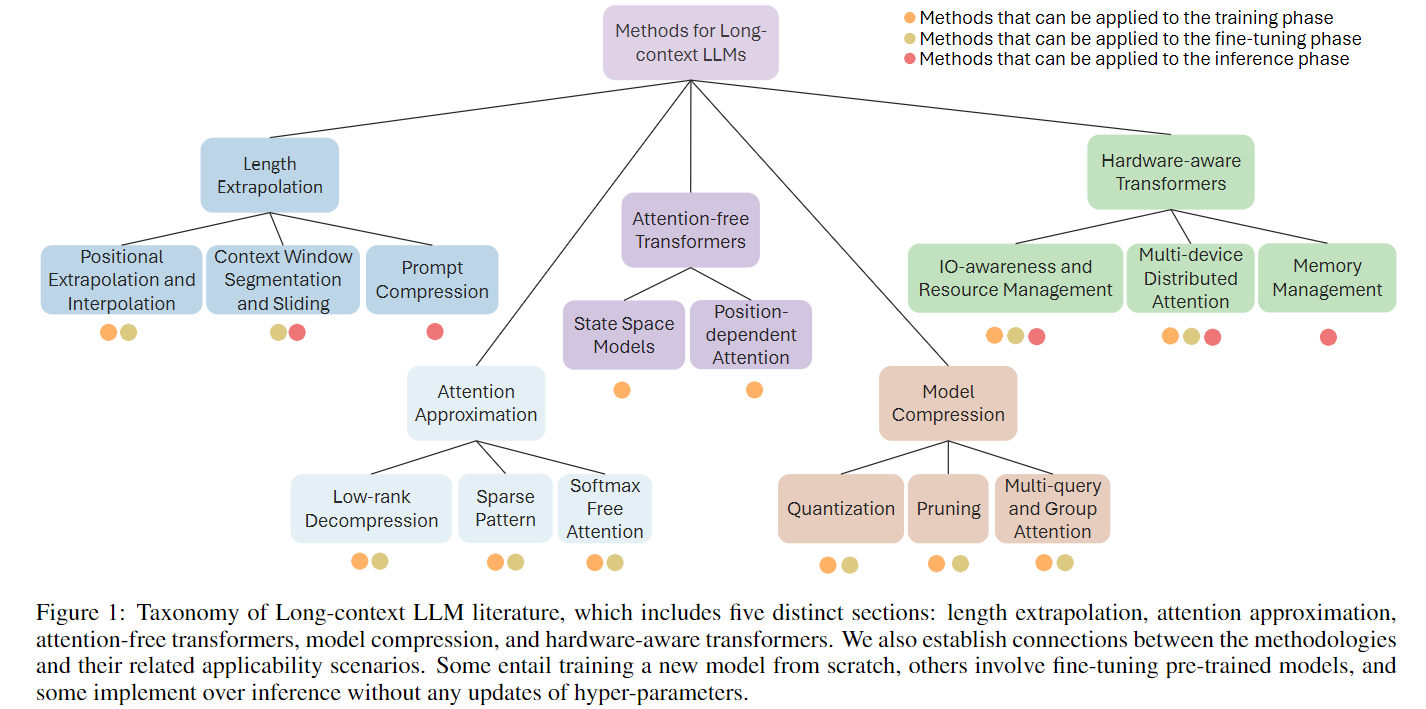 Methods for Long-
context LLMs
Methods that can be applied to the training phase
Methods that can be applied to the fine-tuning phase
Methods that can be applied to the inference phase
Length
Extrapolation
Positional
Extrapolation and
Interpolation
Context Window
Segmentation
and Sliding
Prompt
Compression
Attention-free
Transformers
State Space
Models
Position-
dependent
Attention
Hardware-aware
Transformers
IO-awareness and
Resource Management
Multi-device
Distributed
Attention
Memory
Management
Attention
Approximation
Low-rank
Decompression
Sparse
Pattern
Softmax
Free
Attention
Model
Compression
Quantization
Pruning
Multi-query
and Group
Attention
Figure 1: Taxonomy of Long-context LLM literature, which includes five distinct sections: length extrapolation, attention approximation,
attention-free transformers, model compression, and hardware-aware transformers. We also establish connections between the methodologies
and their related applicability scenarios. Some entail training a new model from scratch, others involve fine-tuning pre-trained models, and
some implement over inference without any updates of hyper-parameters.